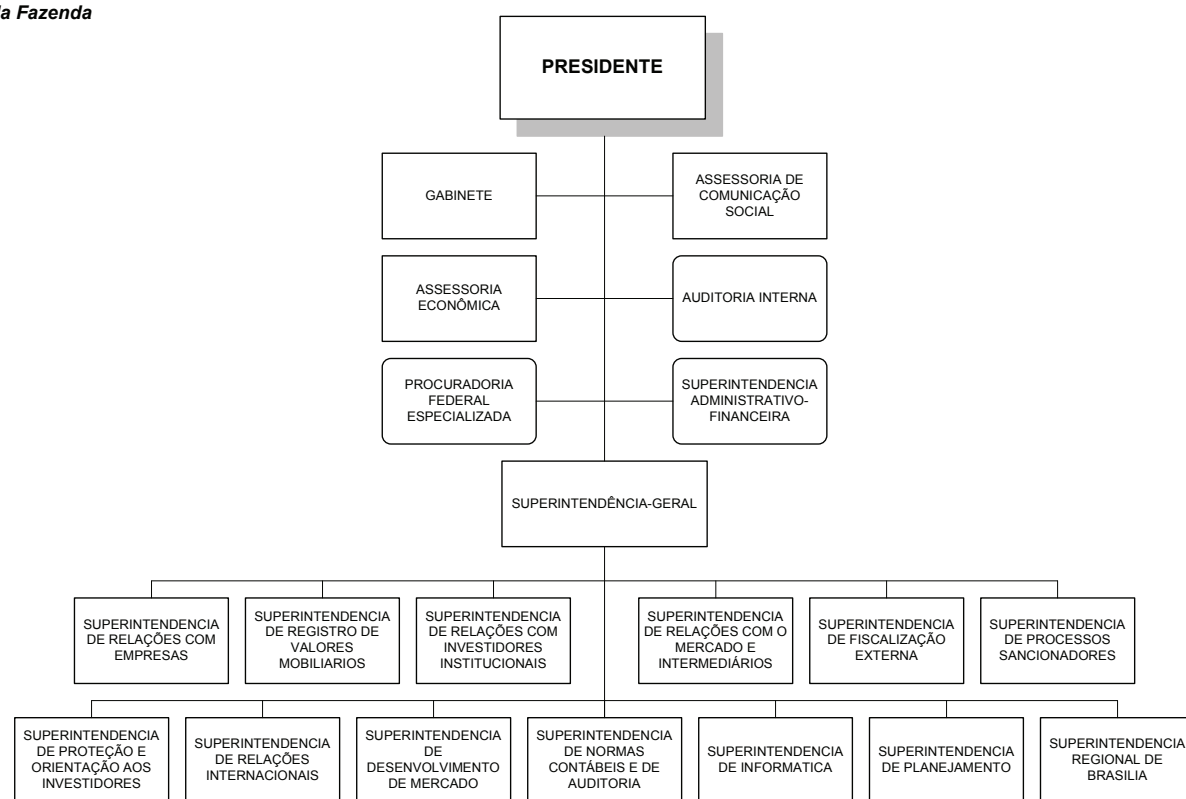 da Fazenda
PRESIDENTE
GABINETE
ASSESSORIA DE
COMUNICAÇÃO
SOCIAL
ASSESSORIA
ECONÔMICA
AUDITORIA INTERNA
PROCURADORIA
FEDERAL
ESPECIALIZADA
SUPERINTENDENCIA
ADMINISTRATIVO-
FINANCEIRA
SUPERINTENDÊNCIA-GERAL
SUPERINTENDENCIA
DE RELAÇÕES COM
EMPRESAS
SUPERINTENDENCIA
DE REGISTRO DE
VALORES
MOBILIARIOS
SUPERINTENDENCIA
DE RELAÇÕES COM
INVESTIDORES
INSTITUCIONAIS
SUPERINTENDENCIA
DE RELAÇÕES COM O
MERCADO E
INTERMEDIÁRIOS
SUPERINTENDENCIA
DE FISCALIZAÇÃO
EXTERNA
SUPERINTENDENCIA
DE PROCESSOS
SANCIONADORES
SUPERINTENDENCIA
DE PROTEÇÃO E
ORIENTAÇÃO AOS
INVESTIDORES
SUPERINTENDENCIA
DE RELAÇÕES
INTERNACIONAIS
SUPERINTENDENCIA
DE
DESENVOLVIMENTO
DE MERCADO
SUPERINTENDENCIA
DE NORMAS
CONTÁBEIS E DE
AUDITORIA
SUPERINTENDENCIA
DE INFORMATICA
SUPERINTENDENCIA
DE PLANEJAMENTO
SUPERINTENDENCIA
REGIONAL DE
BRASILIA